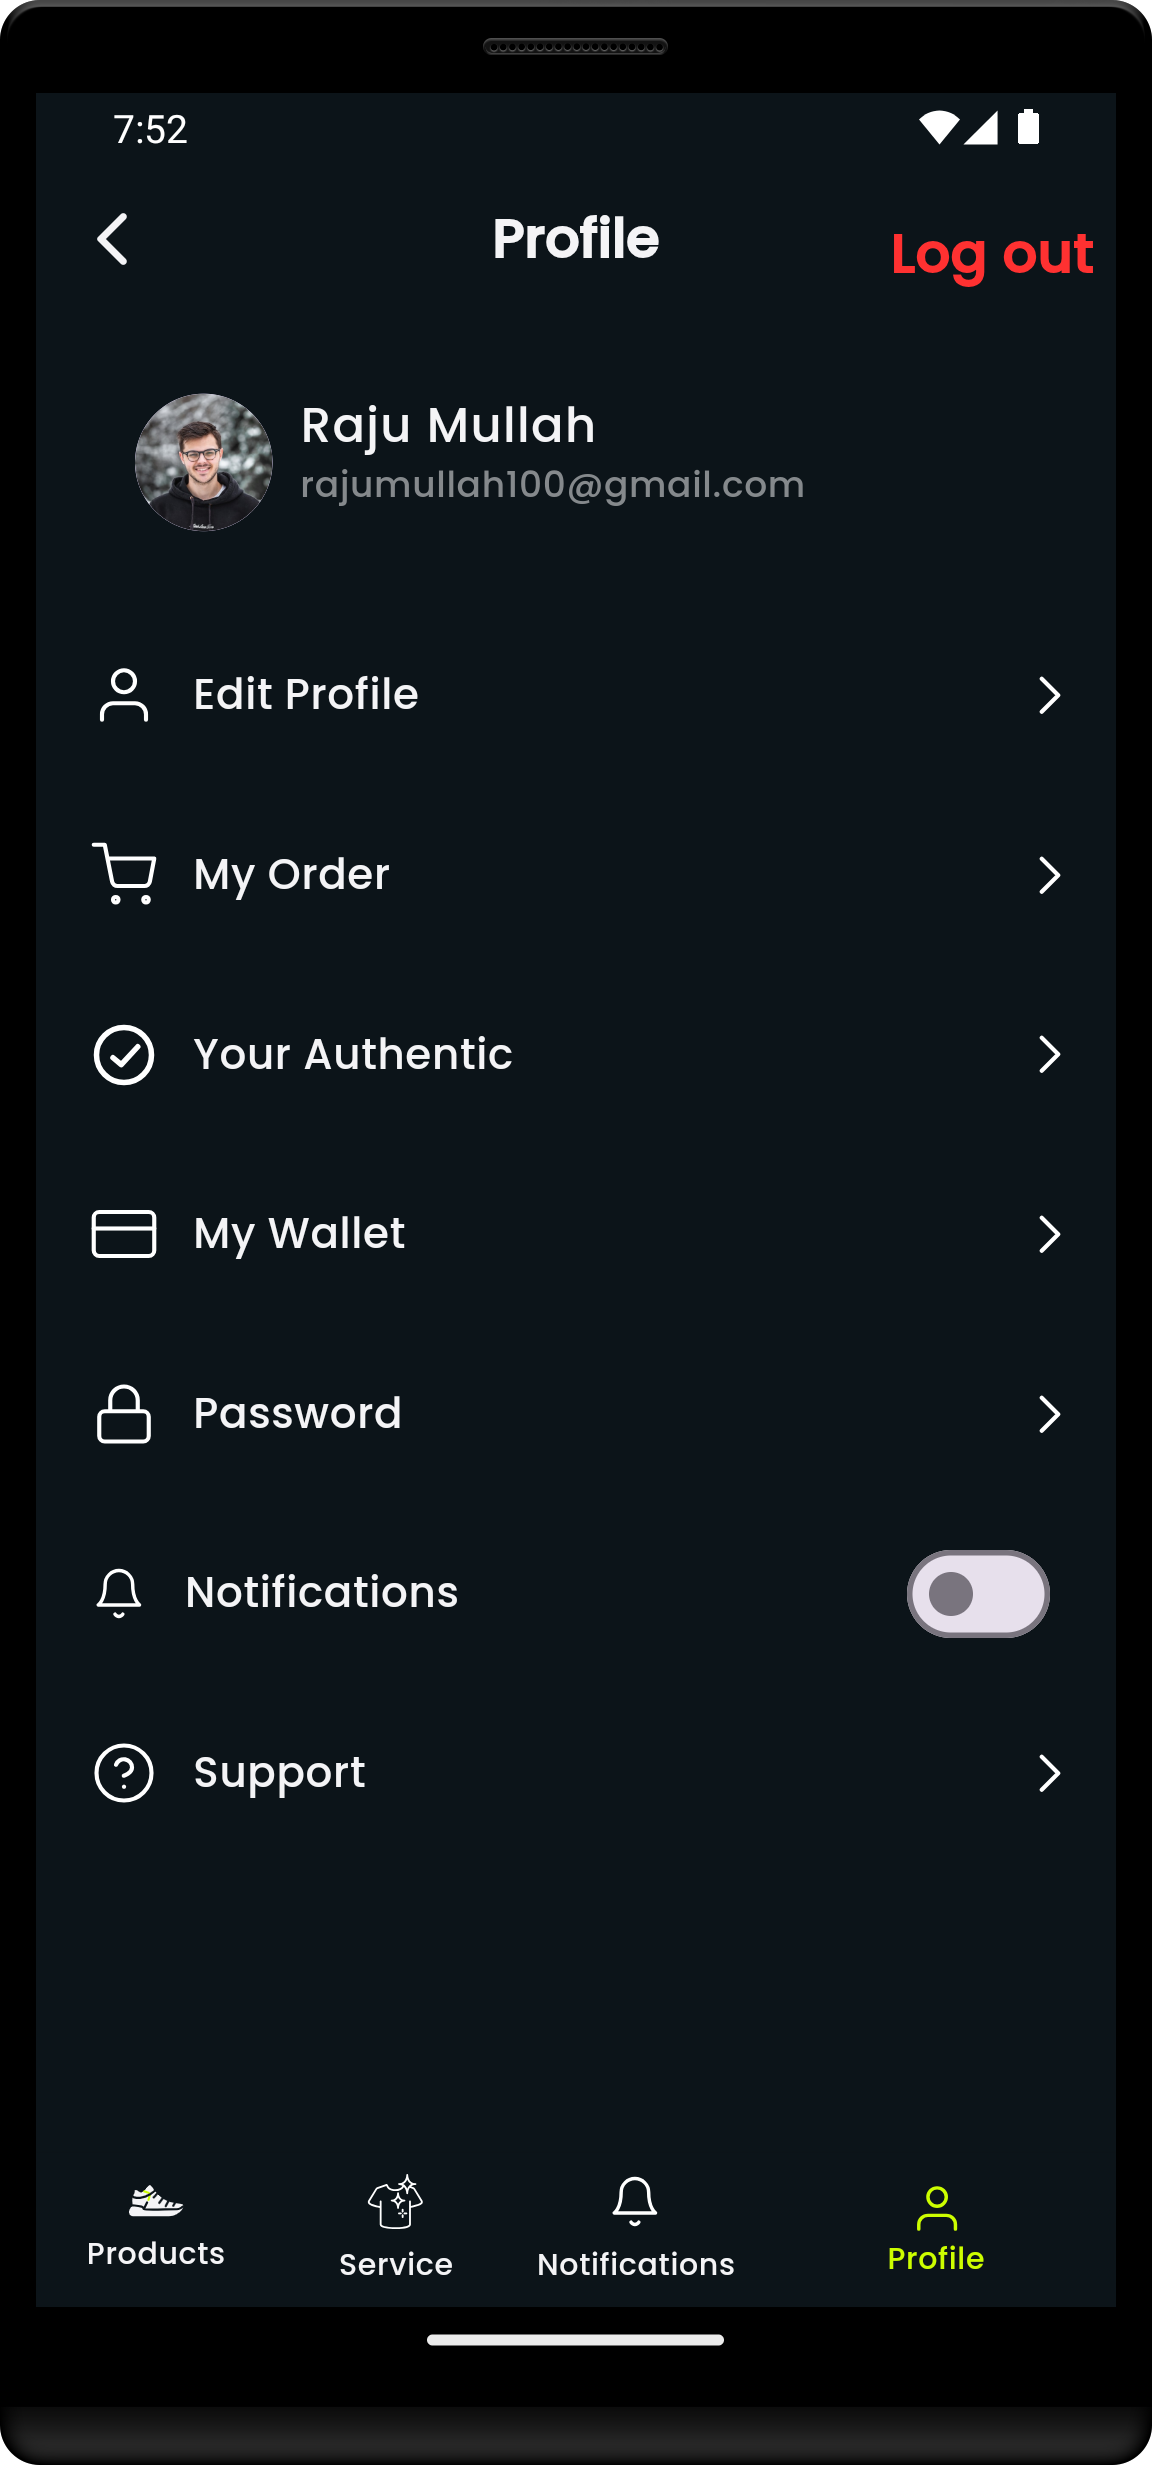 7:52
Profile
Log out
Raju Mullah
rajumullah100@gmail.com
Edit Profile
My Order
Your Authentic
My Wallet
Password
Notifications
Support
Products
Service
Notifications
Profile